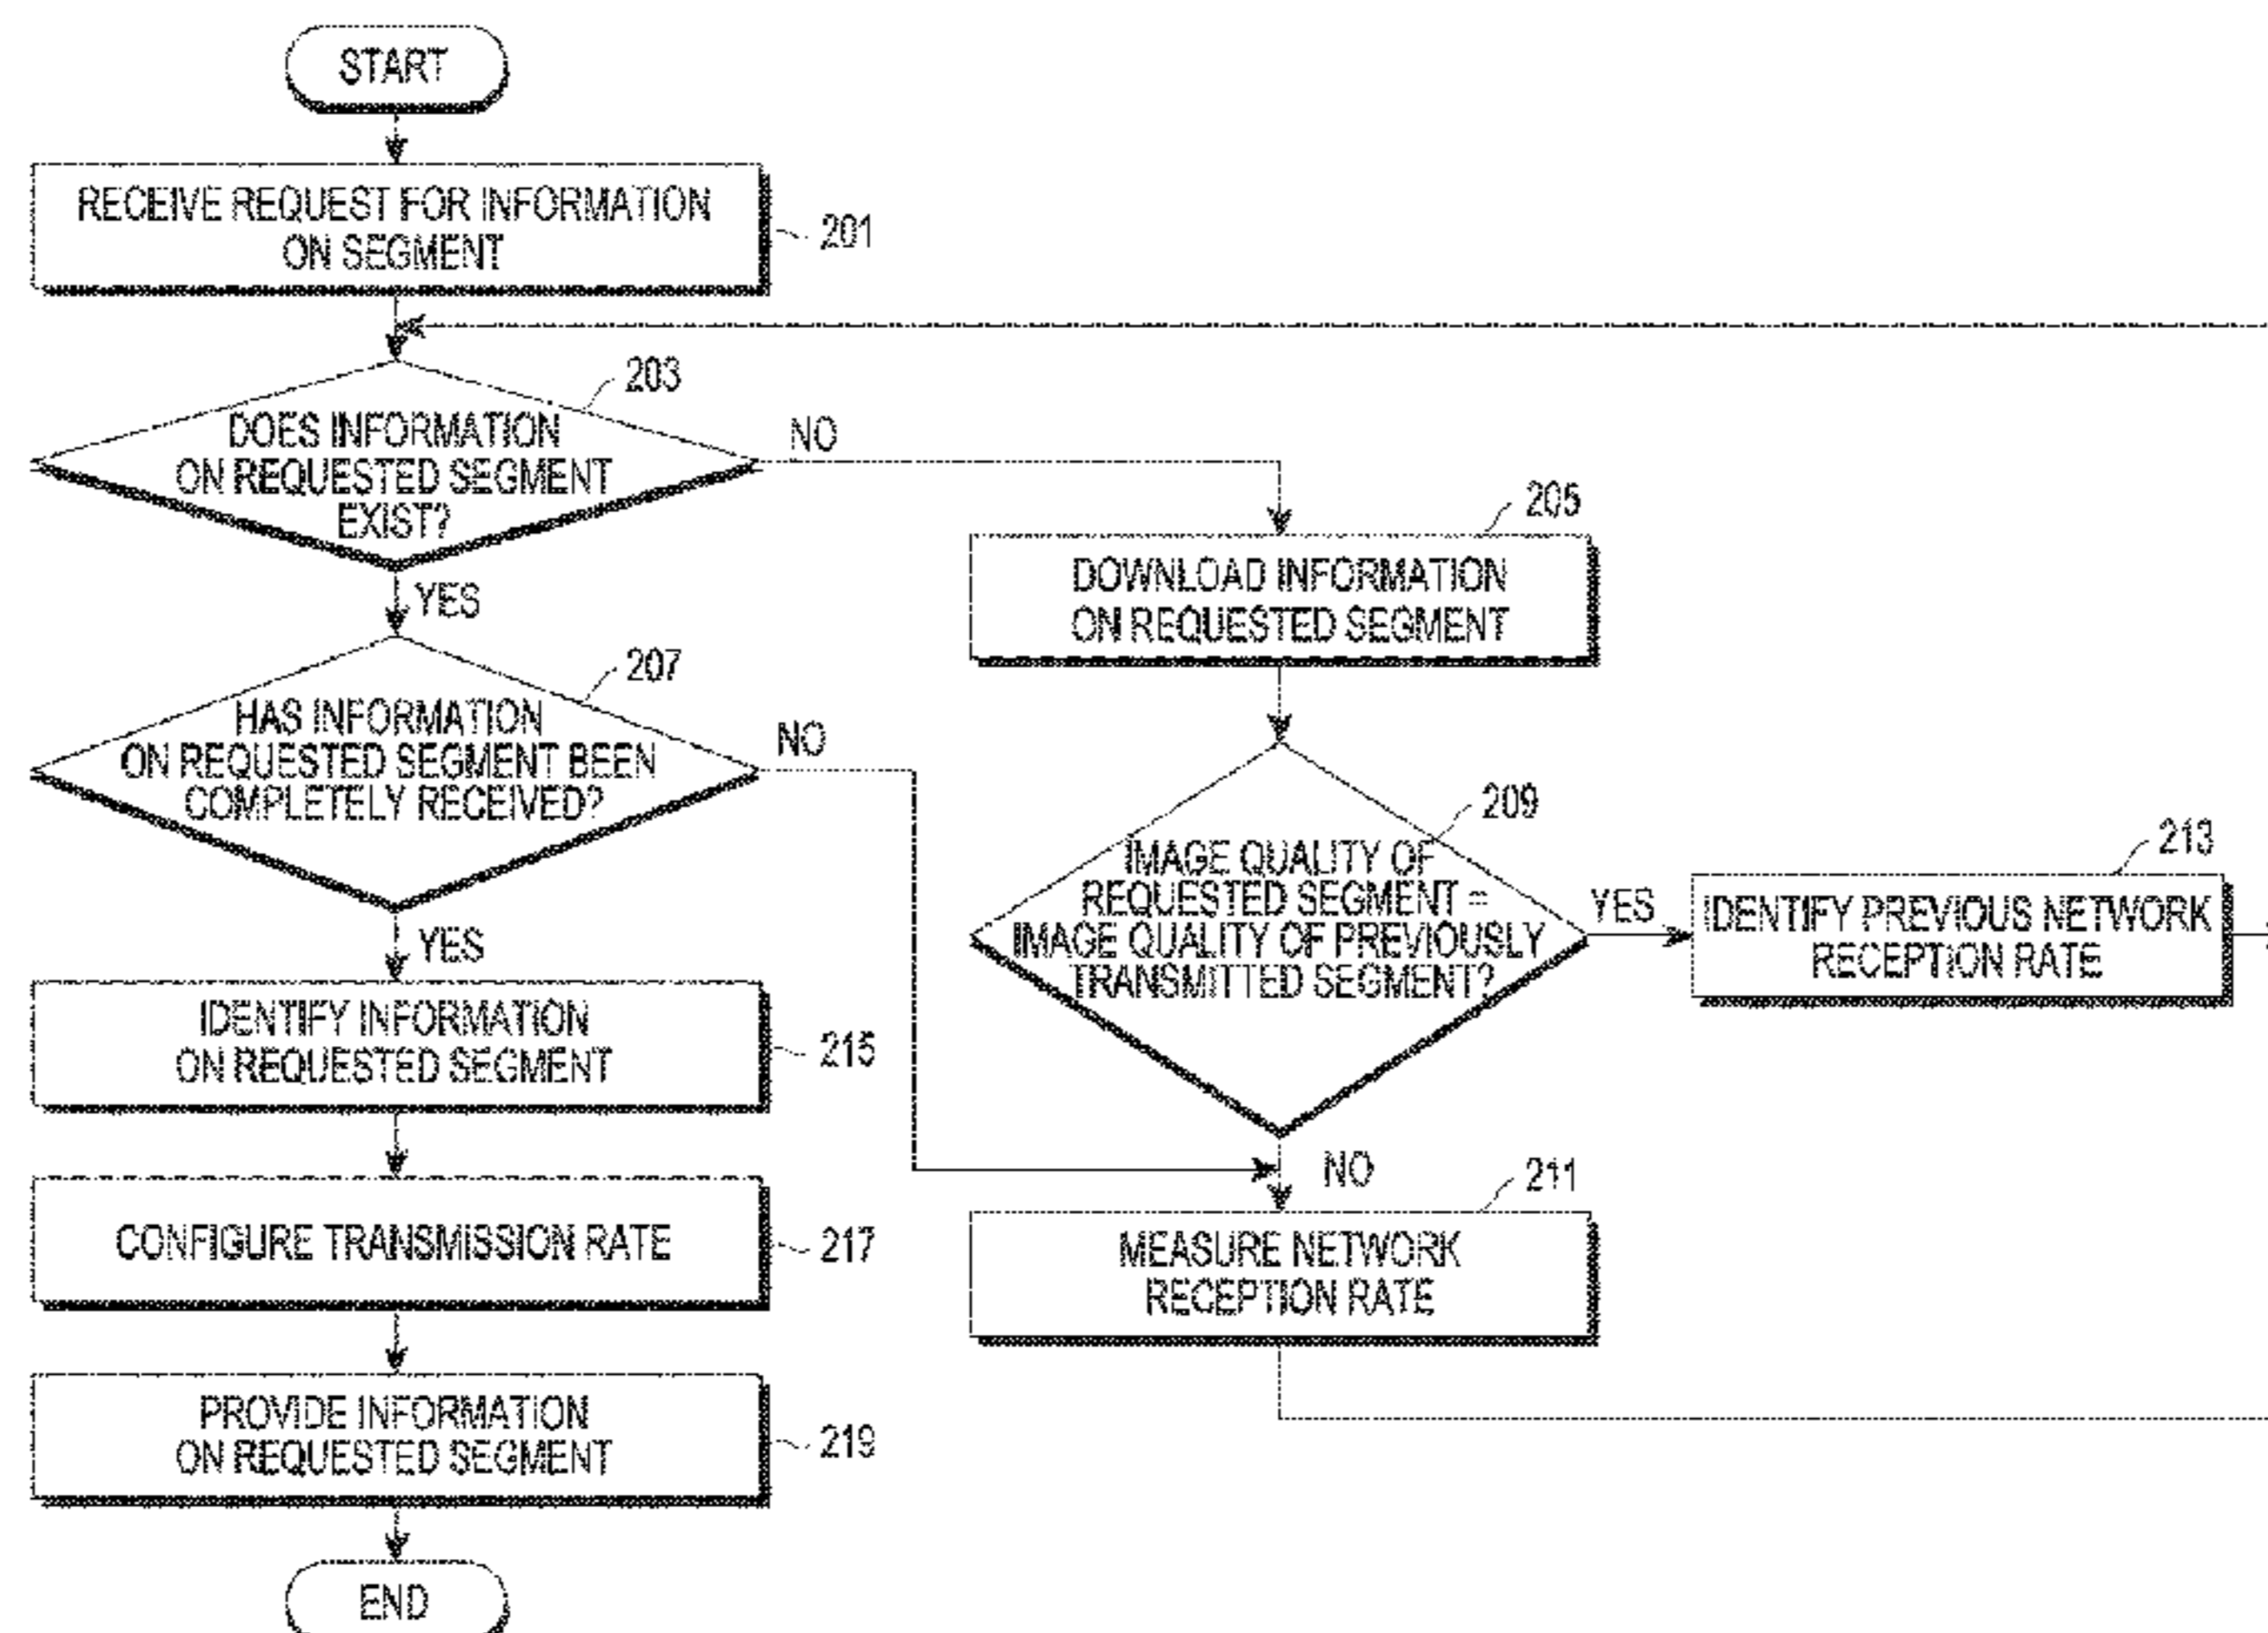 START
RECEIVE REQUEST FOR INFORMATION
ON SEGMENT
201
203
DOES INFORMATION
ON REQUESTED SEGMENT
EXIST?
NO
YES
205
DOWNLOAD INFORMATION
ON REQUESTED SEGMENT
207
HAS INFORMATION
ON REQUESTED SEGMENT BEEN
COMPLETELY RECEIVED?
NO
YES
209
IMAGE QUALITY OF
REQUESTED SEGMENT =
IMAGE QUALITY OF PREVIOUSLY
TRANSMITTED SEGMENT?
YES
NO
213
IDENTIFY PREVIOUS NETWORK
RECEPTION RATE
211
MEASURE NETWORK
RECEPTION RATE
IDENTIFY INFORMATION
ON REQUESTED SEGMENT
215
CONFIGURE TRANSMISSION RATE
217
PROVIDE INFORMATION
ON REQUESTED SEGMENT
219
END